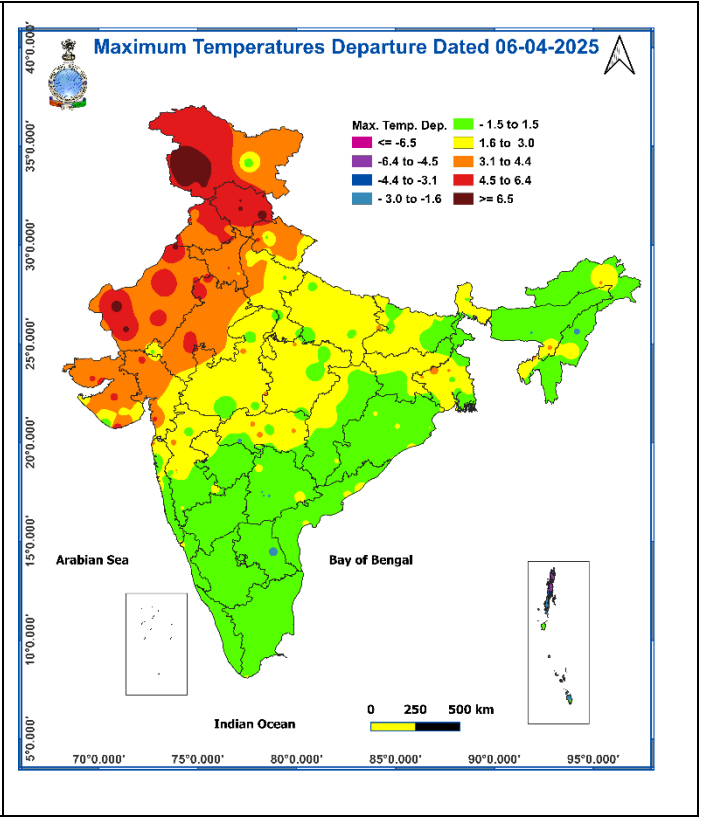 Maximum Temperatures Departure Dated 06-04-2025
Max. Temp. Dep.
<= -6.5
-6.4 to -4.5
-4.4 to -3.1
- 3.0 to -1.6
- 1.5 to 1.5
1.6 to 3.0
3.1 to 4.4
4.5 to 6.4
>= 6.5
40°0.000'
35°0.000'
30°0.000'
25°0.000'
20°0.000'
15°0.000'
10°0.000'
5°0.000'
Arabian Sea
Bay of Bengal
Indian Ocean
0 250 500 km
70°0.000' 75°0.000' 80°0.000' 85°0.000' 90°0.000' 95°0.000'